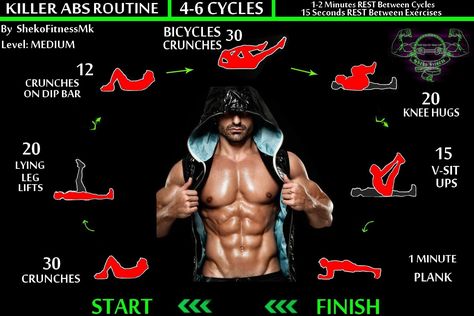 KILLER ABS ROUTINE
4-6 CYCLES
1-2 Minutes REST Between Cycles
15 Seconds REST Between Exercises
By ShekoFitnessMk
Level: MEDIUM
BICYCLES 30
CRUNCHES
12
CRUNCHES
ON DIP BAR
20
KNEE HUGS
20
LYING
LEG
LIFTS
15
V-SIT
UPS
30
CRUNCHES
1 MINUTE
PLANK
START
<<<
<<<
FINISH